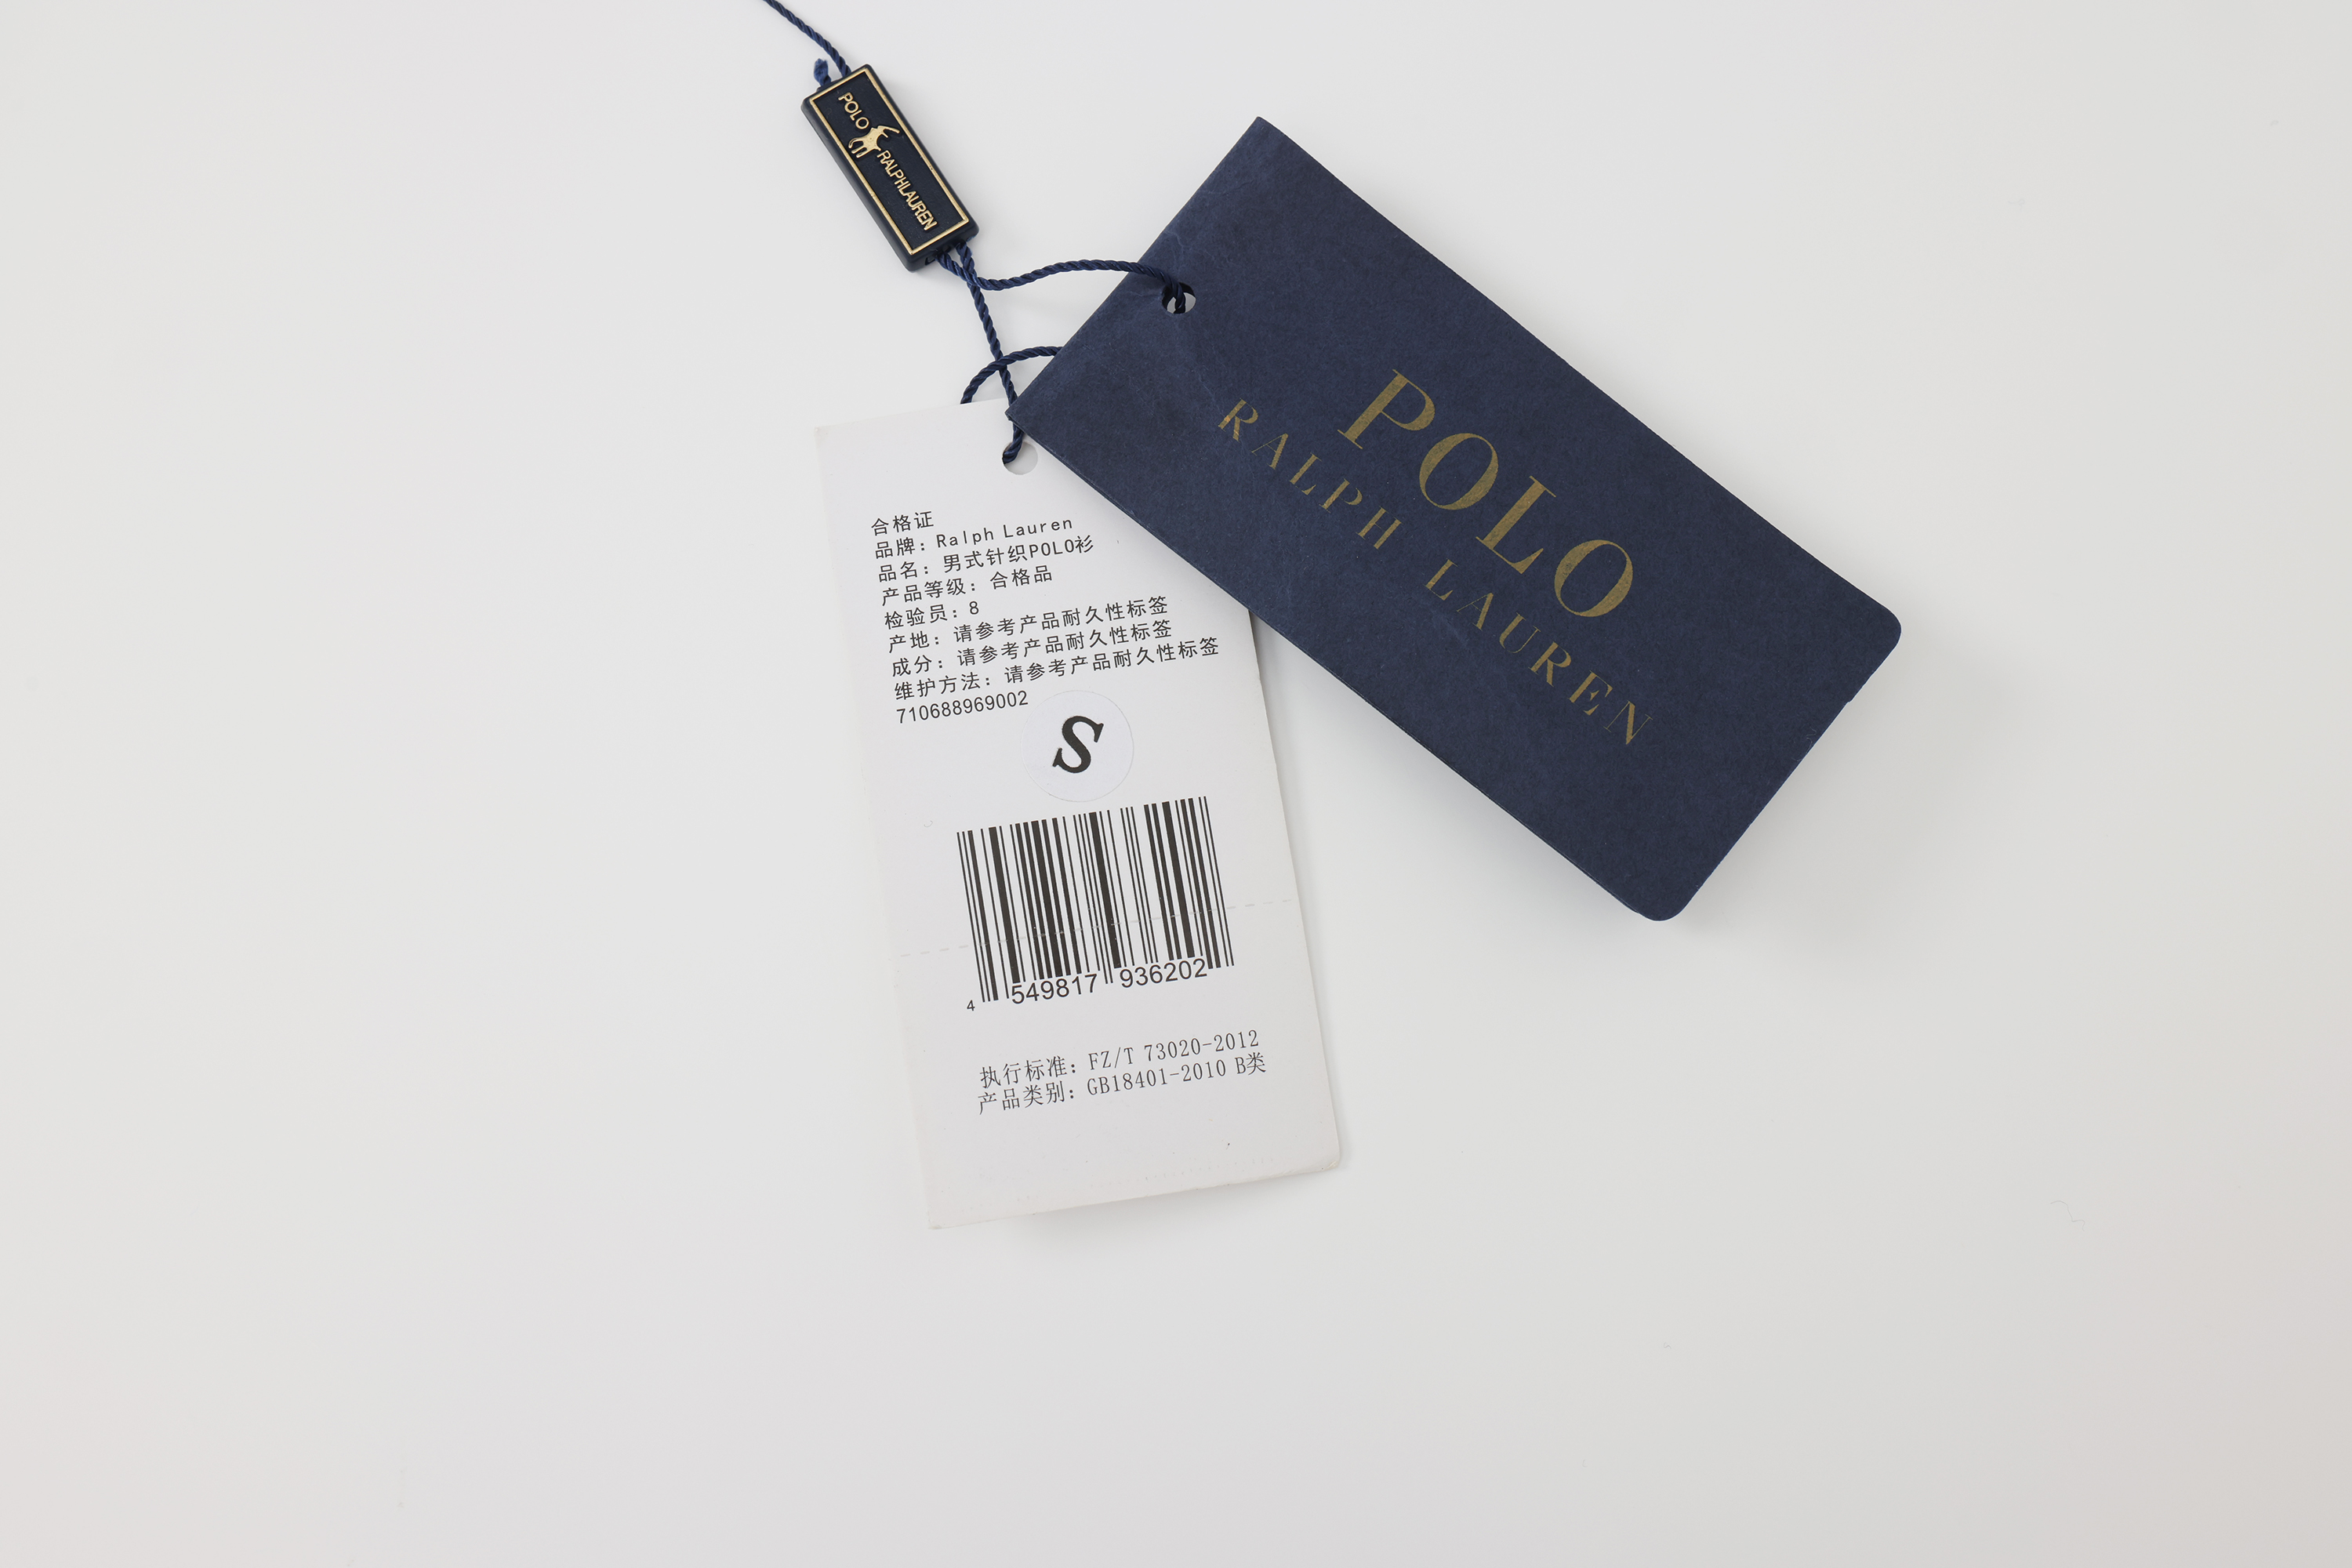 POLO RALPHLAUREN
POLO
RALPH LAUREN
合格证
品牌：Ralph Lauren
品名：男式针织POLO衫
产品等级：合格品
检验员：8
产地：请参考产品耐久性标签
成分：请参考产品耐久性标签
维护方法：请参考产品耐久性标签
710688969002
S
4 549817 936202
执行标准：FZ/T 73020-2012
产品类别：GB18401-2010 B类